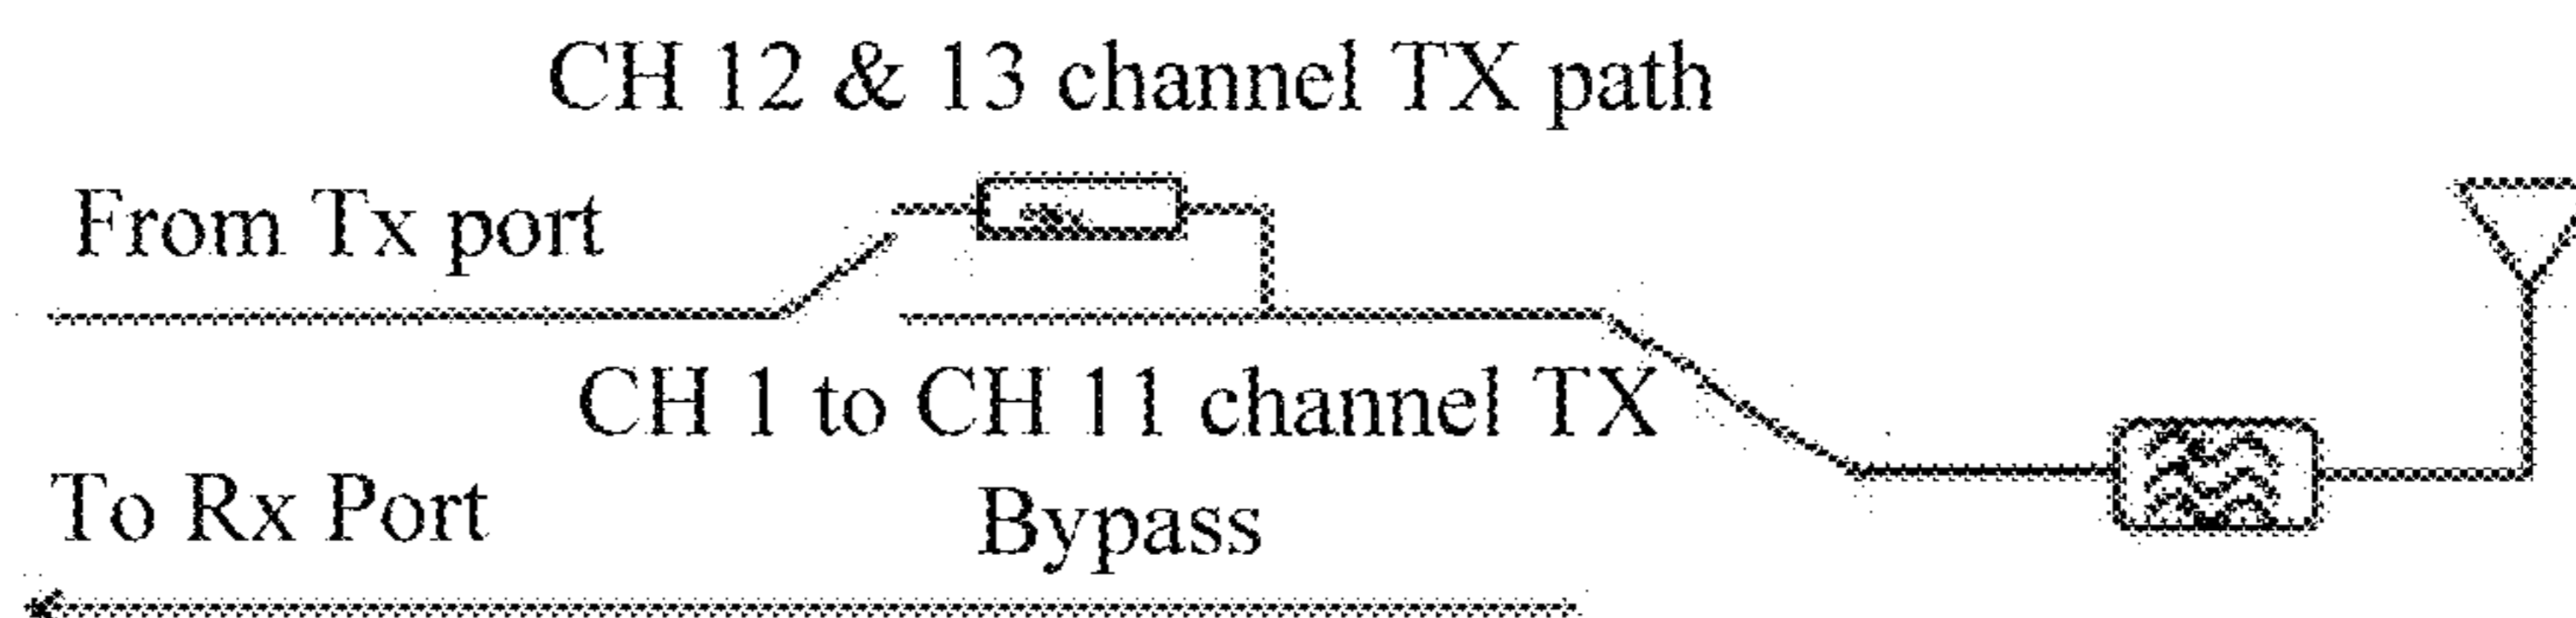 CH 12 & 13 channel TX path
From Tx port
CH 1 to CH 11 channel TX
Bypass
To Rx Port